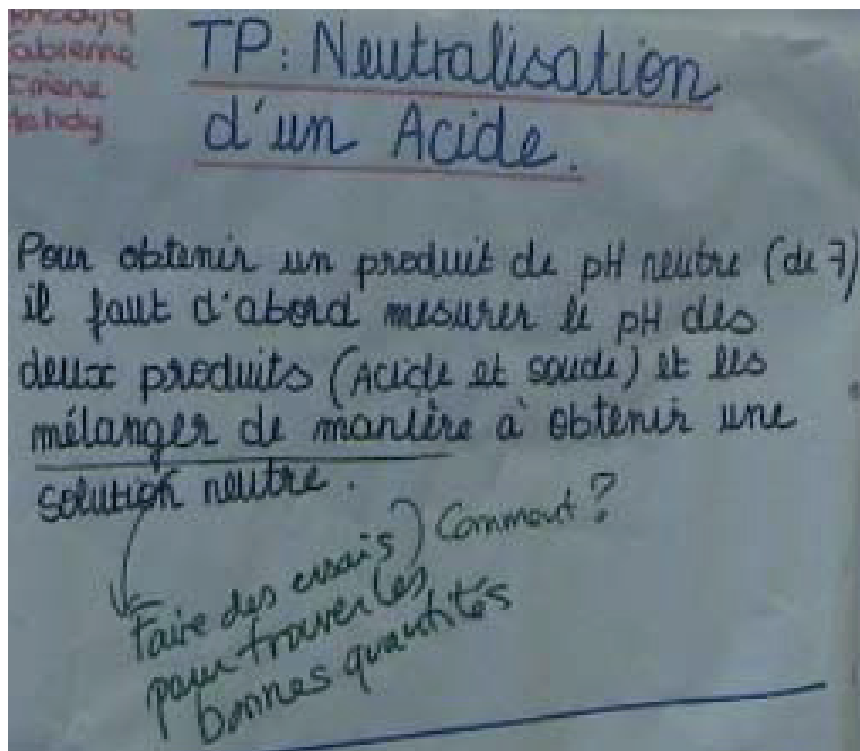 Fabienne
TP: Neutralisation
d'un Acide.
Pour obtenir un produit de pH neutre (de 7)
il faut d'abord mesurer le pH des
deux produits (Acide et soude) et les
mélanger de manière à obtenir une
solution neutre.
Comment?
Faire des essais
pour trouver les
bonnes quantités